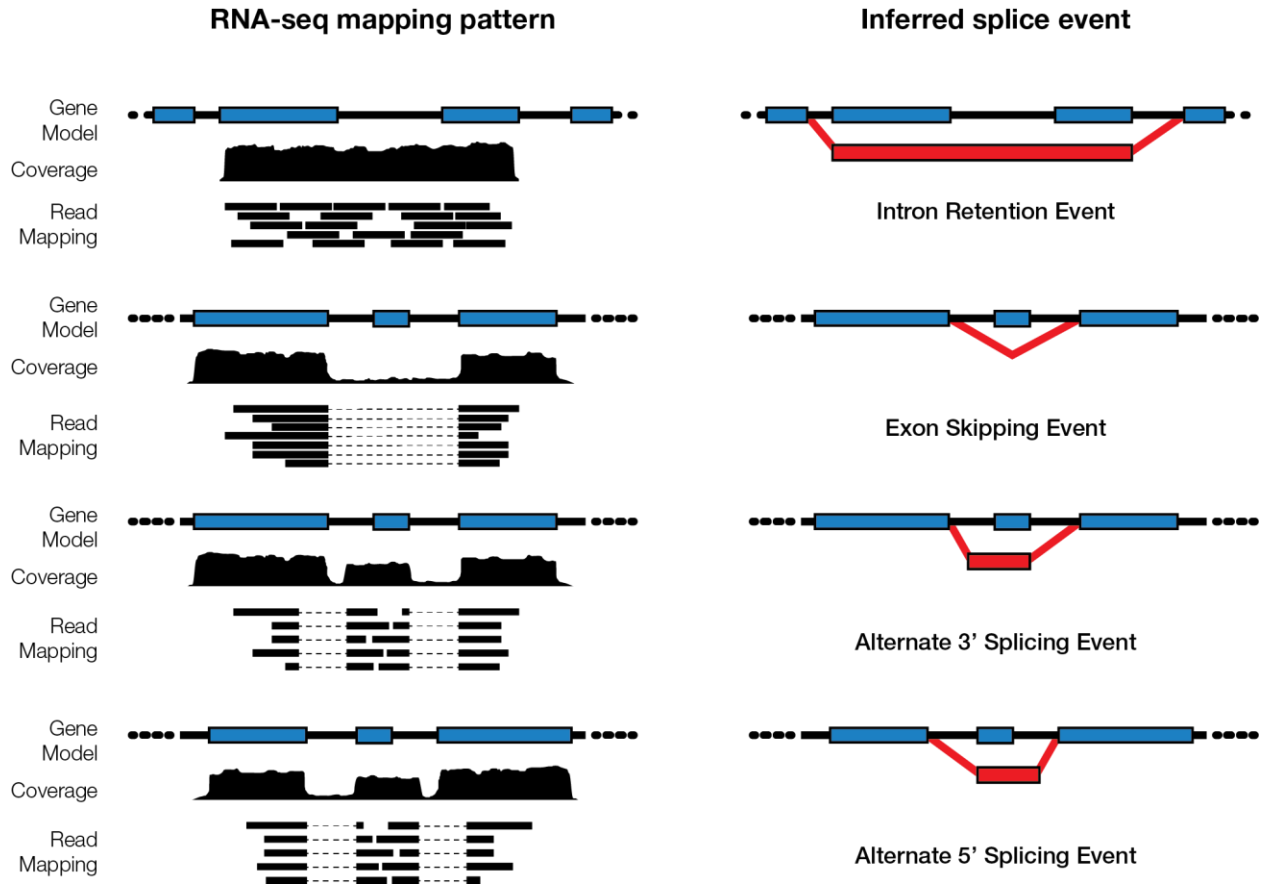 RNA-seq mapping pattern
Inferred splice event
Gene
Model
Coverage
Read
Mapping
Intron Retention Event
Gene
Model
Coverage
Read
Mapping
Exon Skipping Event
Gene
Model
Coverage
Read
Mapping
Alternate 3’ Splicing Event
Gene
Model
Coverage
Read
Mapping
Alternate 5’ Splicing Event